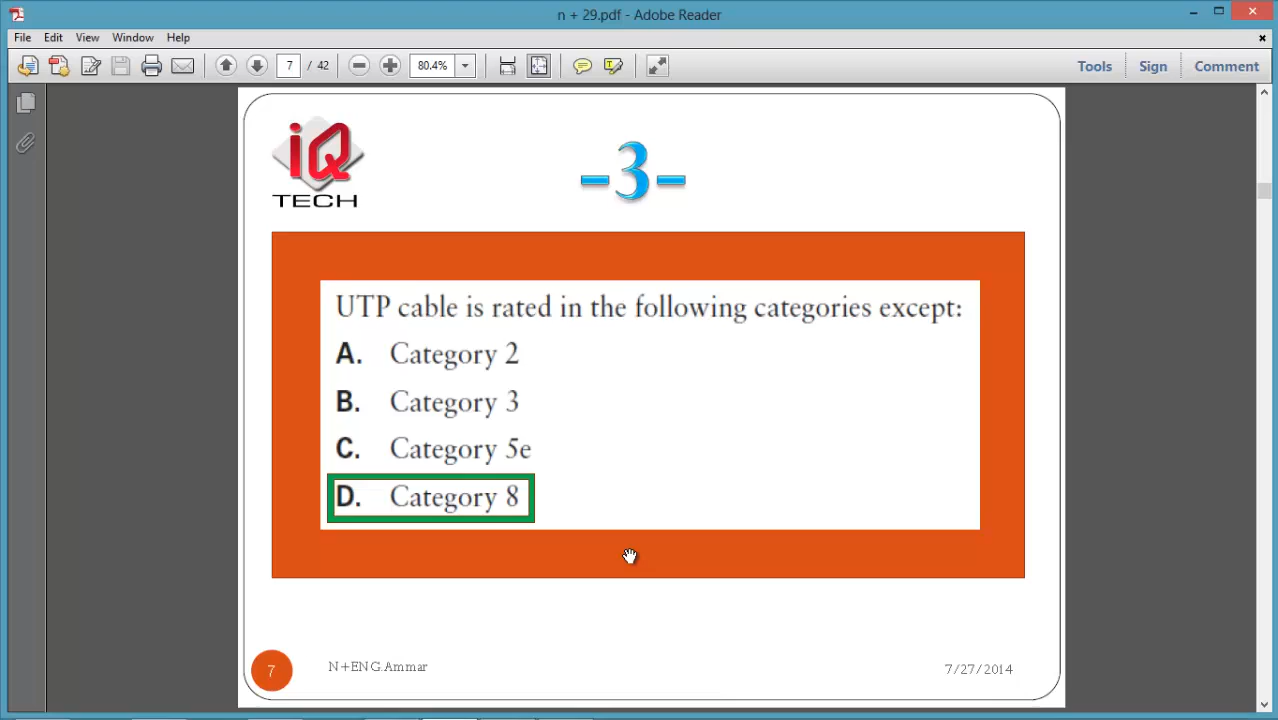 n + 29.pdf - Adobe Reader
File Edit View Window Help
7 / 42 80.4% Tools Sign Comment
iQ
TECH
-3-
UTP cable is rated in the following categories except:
A. Category 2
B. Category 3
C. Category 5e
D. Category 8
7 N+ENG.Ammar 7/27/2014